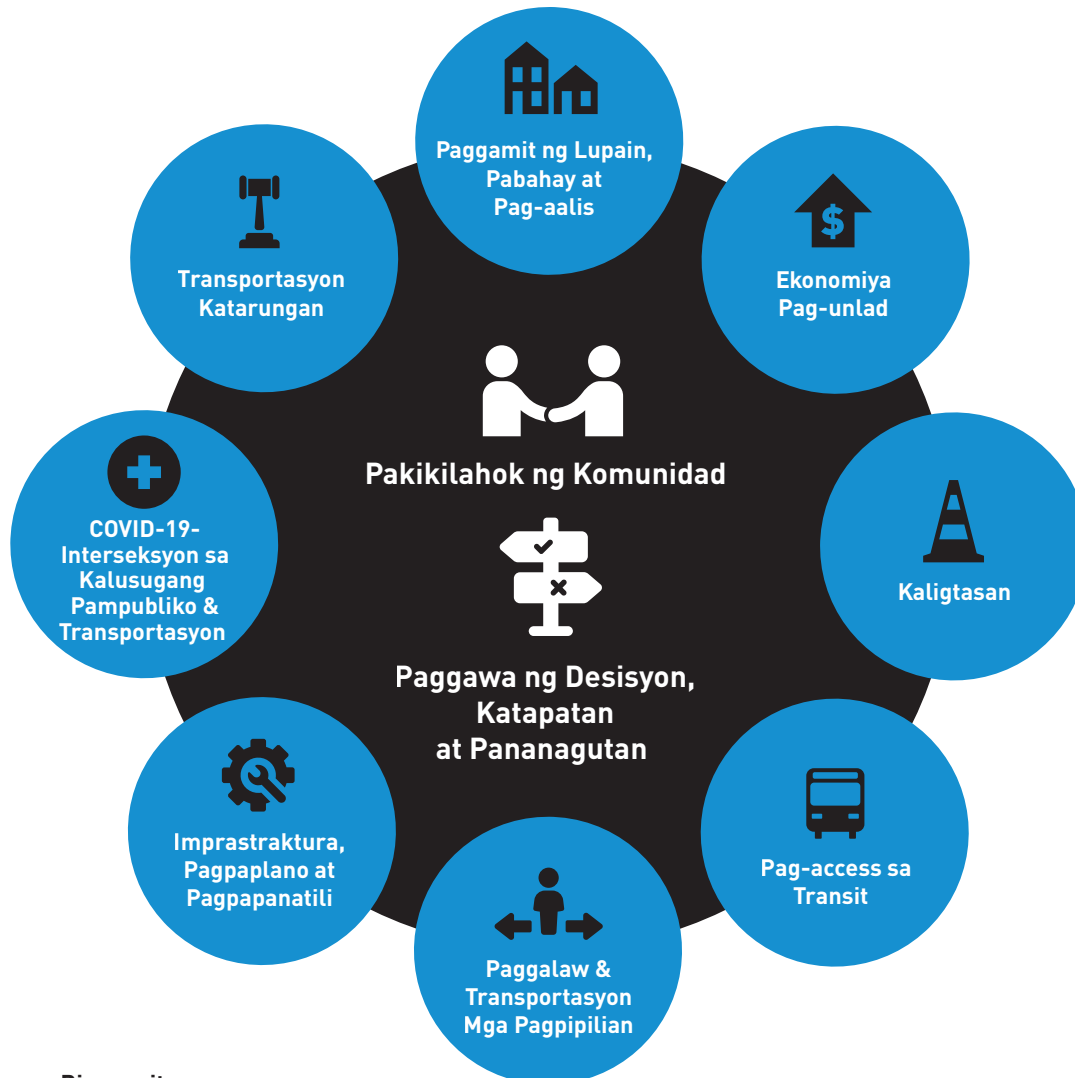 Paggamit ng Lupain,
Pabahay at
Pag-aalis
Ekonomiya
Pag-unlad
Kaligtasan
Pag-access sa
Transit
Paggalaw &
Transportasyon
Mga Pagpipilian
Imprastraktura,
Pagpaplano at
Pagpapanatili
COVID-19-
Interseksyon sa
Kalusugang
Pampubliko &
Transportasyon
Transportasyon
Katarungan
Pakikilahok ng Komunidad
Paggawa ng Desisyon,
Katapatan
at Pananagutan
$